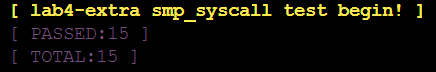 [ lab4-extra smp_syscall test begin! ]
[ PASSED:15 ]
[ TOTAL:15 ]